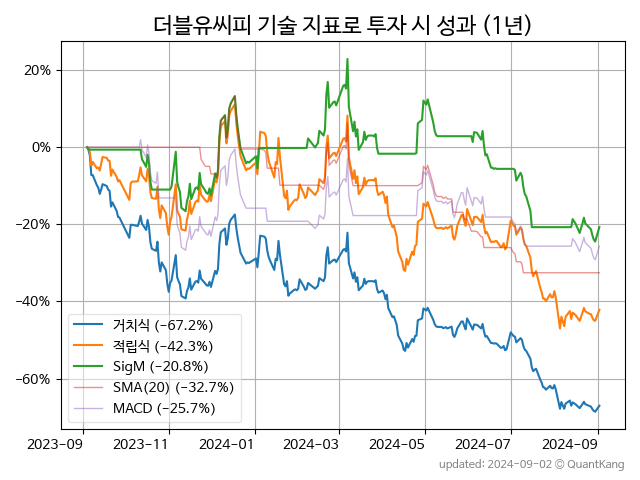 더블유씨피 기술 지표로 투자 시 성과 (1년)
20%
0%
−20%
−40%
−60%
거치식 (−67.2%)
적립식 (−42.3%)
SigM (−20.8%)
SMA(20) (−32.7%)
MACD (−25.7%)
2023-09 2023-11 2024-01 2024-03 2024-05 2024-07 2024-09
updated: 2024-09-02 © QuantKang